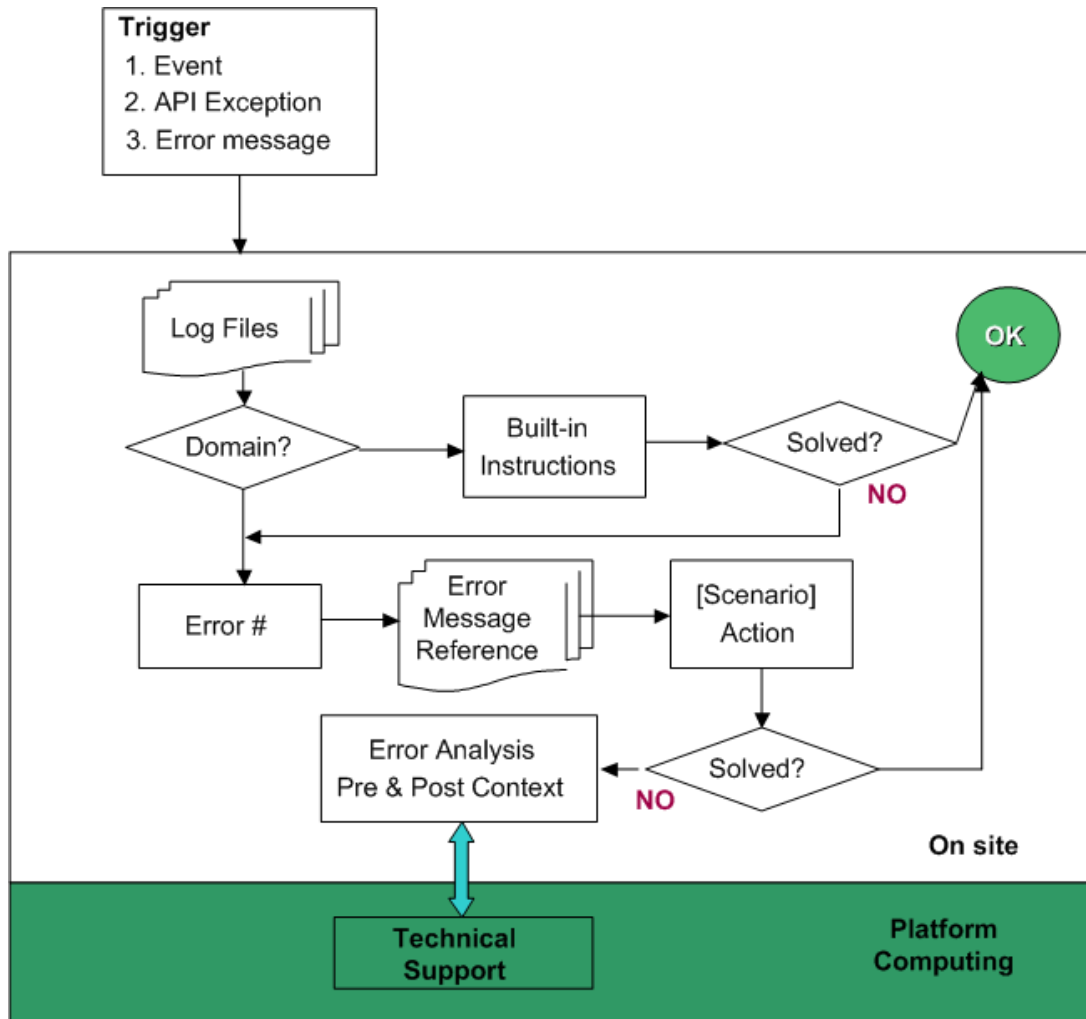 Trigger
1. Event
2. API Exception
3. Error message
Log Files
OK
Domain?
Built-in
Instructions
Solved?
NO
Error #
Error
Message
Reference
[Scenario]
Action
Error Analysis
Pre & Post Context
NO
Solved?
On site
Technical
Support
Platform
Computing